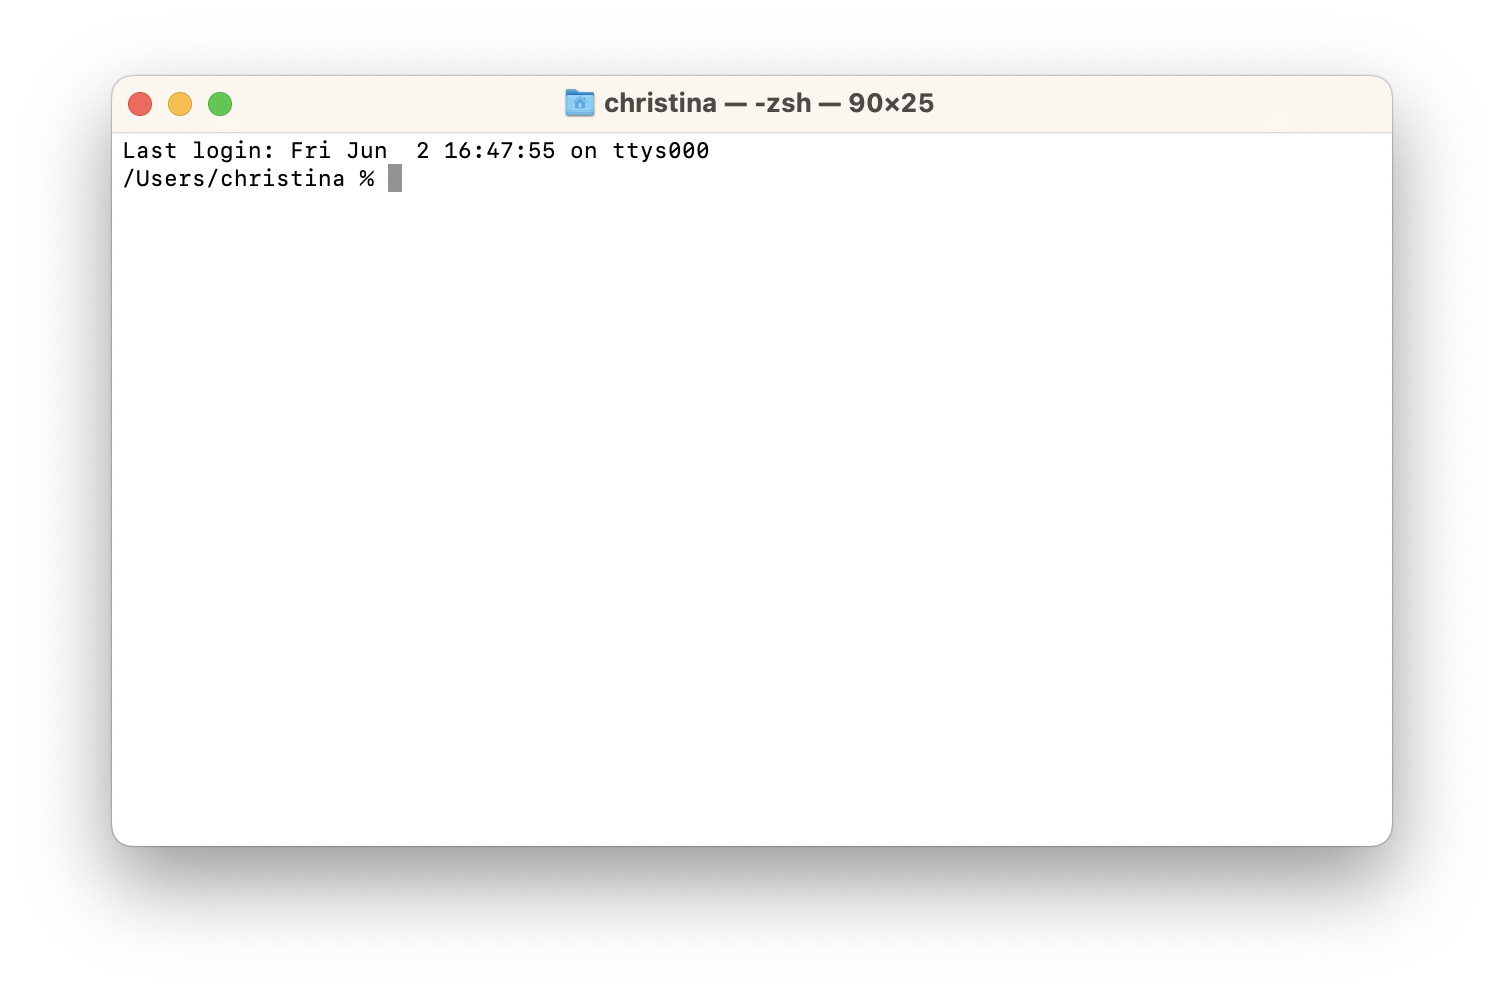 christina — -zsh — 90×25
Last login: Fri Jun  2 16:47:55 on ttys000
/Users/christina %